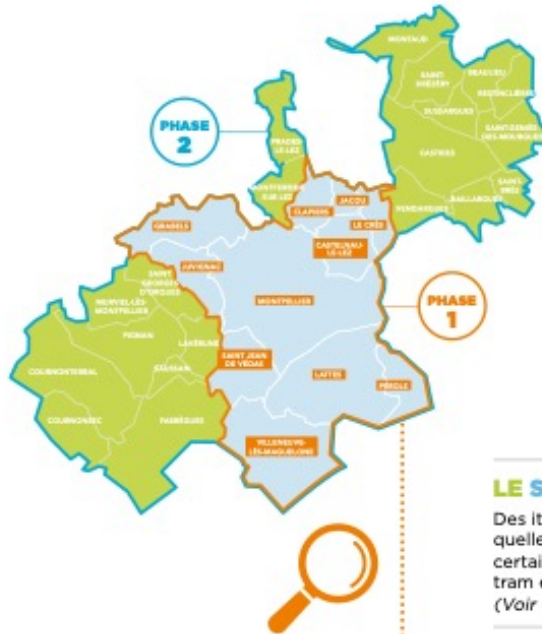 MONTAUD
SAINT-
DRÉZÉRY
BEAULIEU
RESTINCLIÈRES
SUSSARGUES
SAINT-GENIÈS
DES-MOURGUES
CASTRIES
SAINT-
BRÈS
BAILLARGUES
VENDARGUES
PHASE
2
PRADES-
LE-LEZ
MONTFERRIER
SUR-LEZ
JACOU
CLAPIERS
LE CRÈS
CASTELNAU-
LE-LEZ
GRABELS
JUVIGNAC
MONTPELLIER
PHASE
1
SAINT
GEORGES
D'ORQUES
MURVIEL-LÈS
MONTPELLIER
PIGNAN
LAVÉRUNE
SAUSSAN
COURNONTERRAL
COURNONSEC
FABRÈGUES
SAINT JEAN
DE VÉDAS
LATTES
PÉROLS
VILLENEUVE-
LÈS-MAGUELONE
LE S
Des it
quelle
certai
tram
(Voir